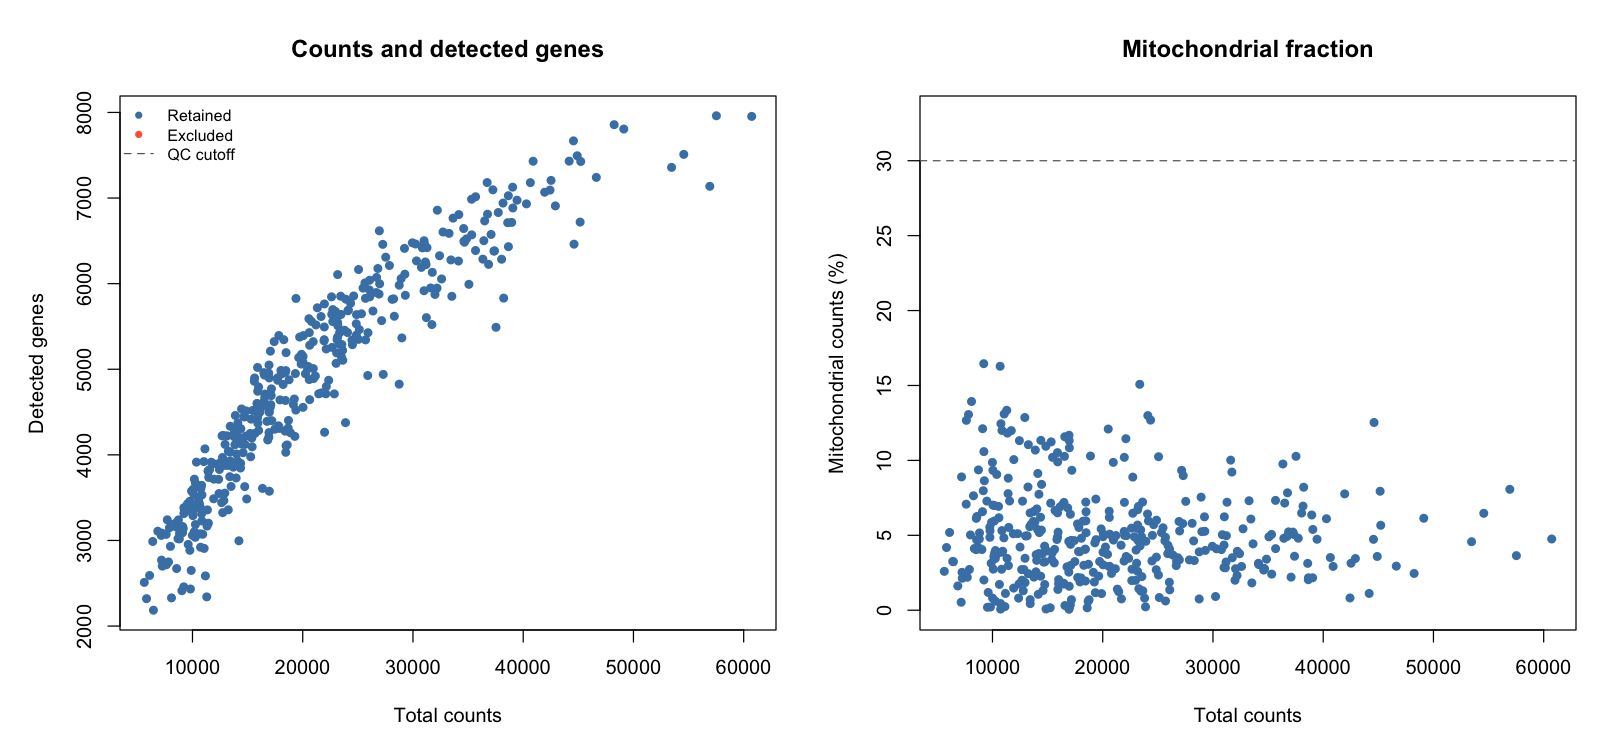 Counts and detected genes
Retained
Excluded
QC cutoff
Detected genes
8000
7000
6000
5000
4000
3000
2000
10000 20000 30000 40000 50000 60000
Total counts
Mitochondrial fraction
Mitochondrial counts (%)
30
25
20
15
10
5
0
10000 20000 30000 40000 50000 60000
Total counts